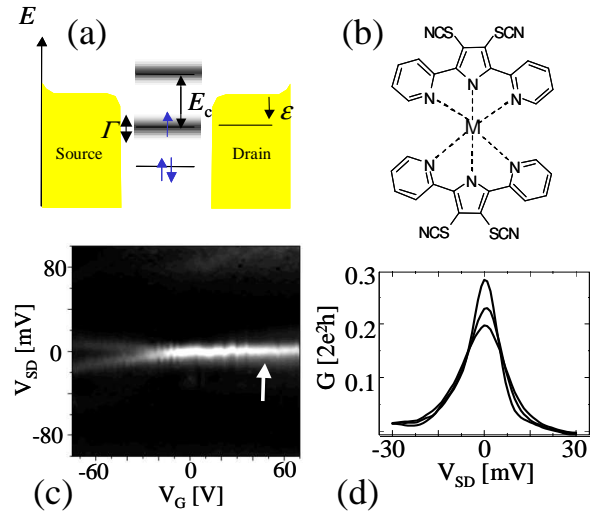 (a)
E
E_c
Γ
ε
Source
Drain
(b)
NCS SCN
N N N
M
N N N
NCS SCN
80
0
-80
V_SD [mV]
-60 0 60
V_G [V]
(c)
0.3
0.2
0.1
G [2e²h]
-30 0 30
V_SD [mV]
(d)